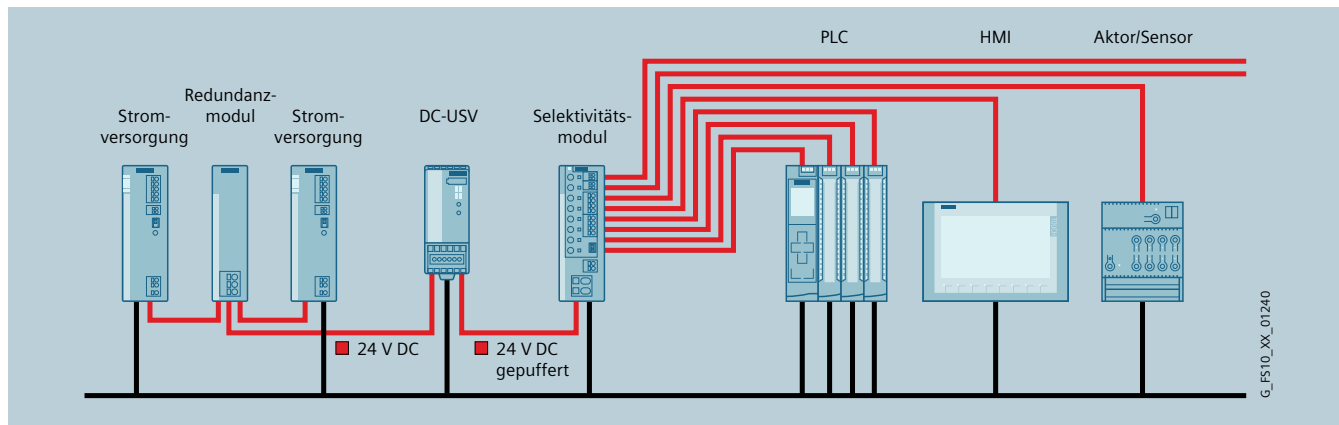 PLC
HMI
Aktor/Sensor
Strom-
versorgung
Redundanz-
modul
Strom-
versorgung
DC-USV
Selektivitäts-
modul
24 V DC
24 V DC
gepuffert
G_FS10_XX_01240